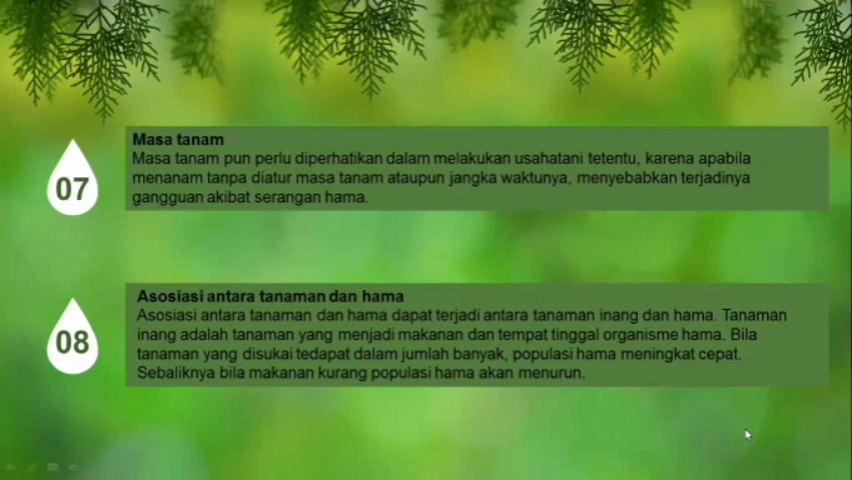 07
Masa tanam
Masa tanam pun perlu diperhatikan dalam melakukan usahatani tetentu, karena apabila
menanam tanpa diatur masa tanam ataupun jangka waktunya, menyebabkan terjadinya
gangguan akibat serangan hama.
08
Asosiasi antara tanaman dan hama
Asosiasi antara tanaman dan hama dapat terjadi antara tanaman inang dan hama. Tanaman
inang adalah tanaman yang menjadi makanan dan tempat tinggal organisme hama. Bila
tanaman yang disukai tedapat dalam jumlah banyak, populasi hama meningkat cepat.
Sebaliknya bila makanan kurang populasi hama akan menurun.